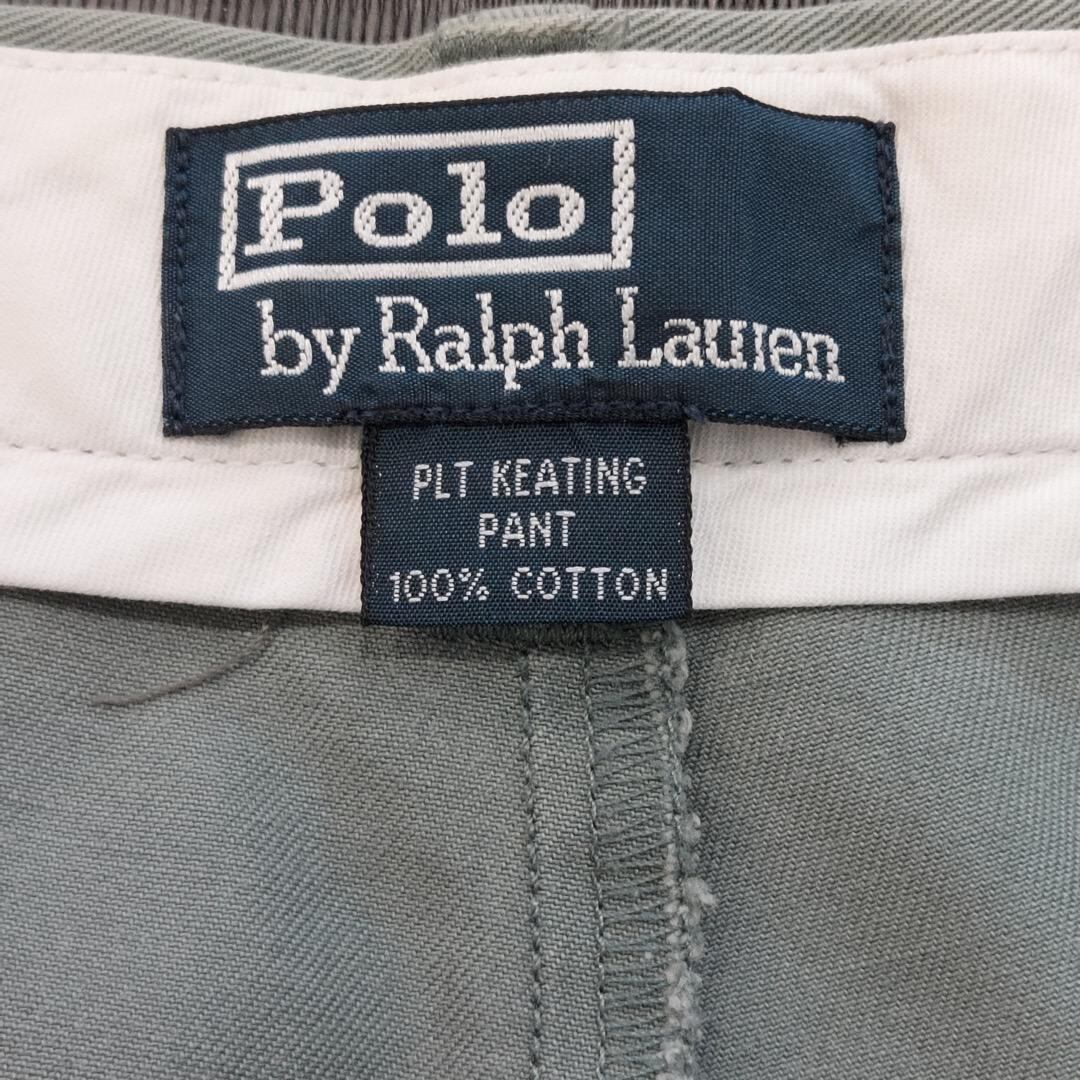 Polo
by Ralph Lauren
PLT KEATING
PANT
100% COTTON